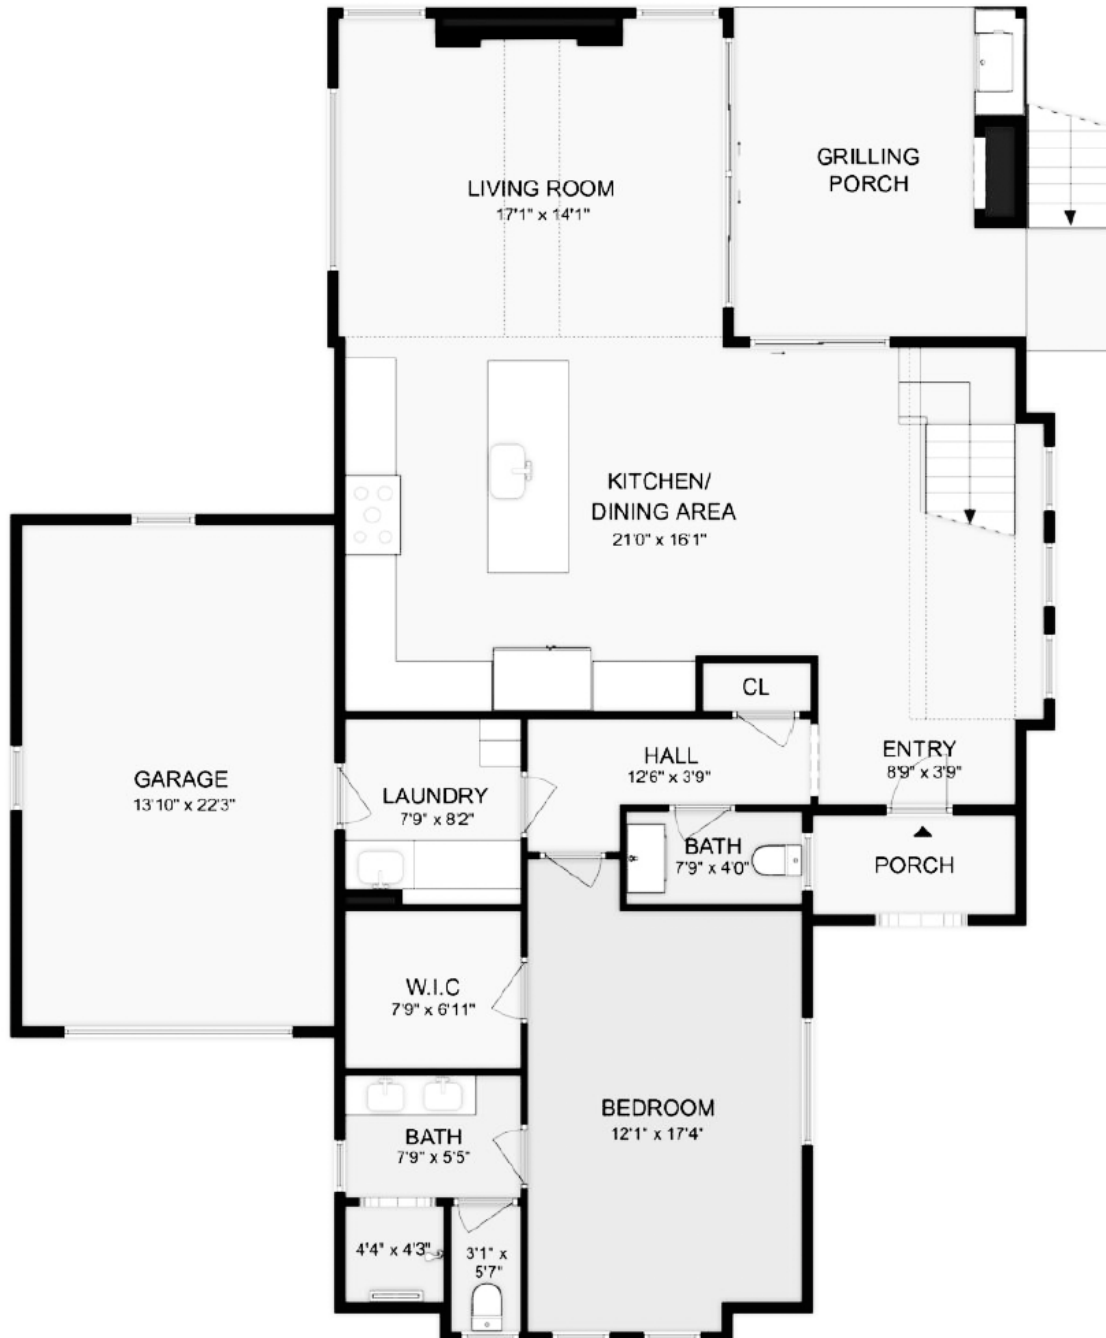 LIVING ROOM
17'1" x 14'1"
GRILLING
PORCH
KITCHEN/
DINING AREA
21'0" x 16'1"
CL
GARAGE
13'10" x 22'3"
LAUNDRY
7'9" x 8'2"
HALL
12'6" x 3'9"
ENTRY
8'9" x 3'9"
BATH
7'9" x 4'0"
PORCH
W.I.C
7'9" x 6'11"
BEDROOM
12'1" x 17'4"
BATH
7'9" x 5'5"
4'4" x 4'3"
3'1" x
5'7"